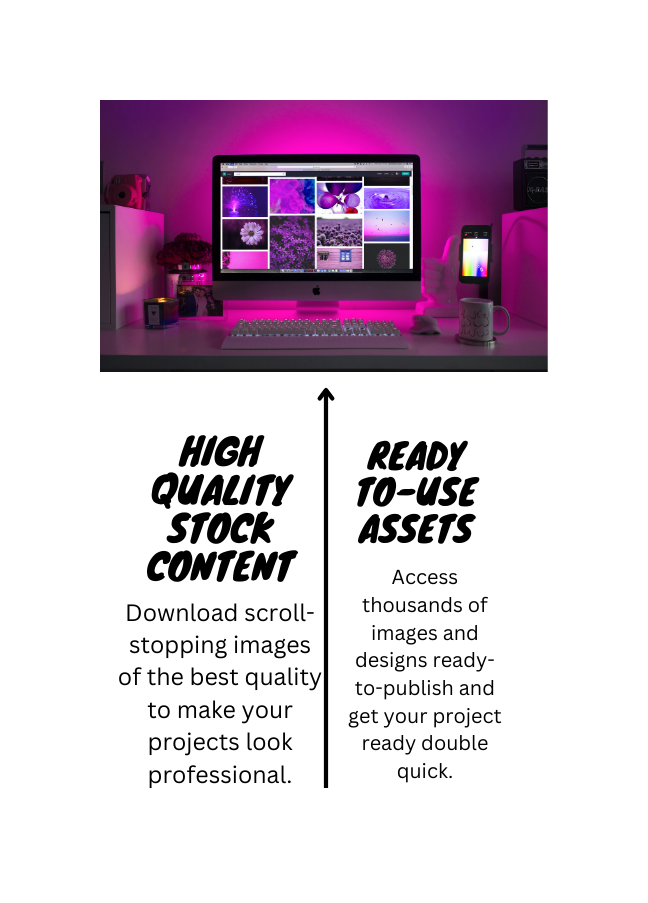 HIGH
QUALITY
STOCK
CONTENT
Download scroll-
stopping images
of the best quality
to make your
projects look
professional.
READY
TO-USE
ASSETS
Access
thousands of
images and
designs ready-
to-publish and
get your project
ready double
quick.